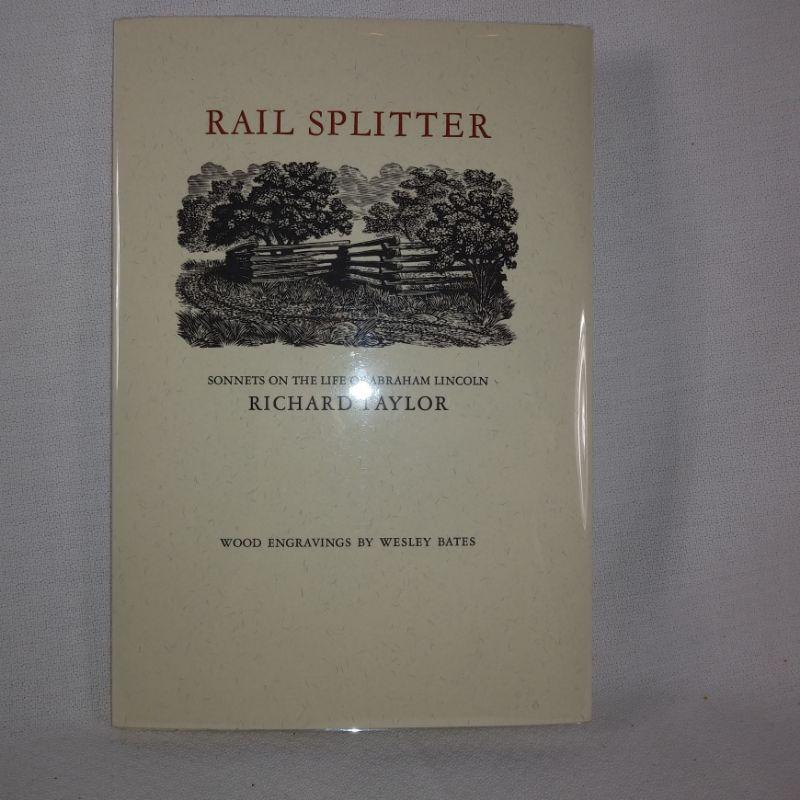 RAIL SPLITTER
SONNETS ON THE LIFE OF ABRAHAM LINCOLN
RICHARD TAYLOR
WOOD ENGRAVINGS BY WESLEY BATES